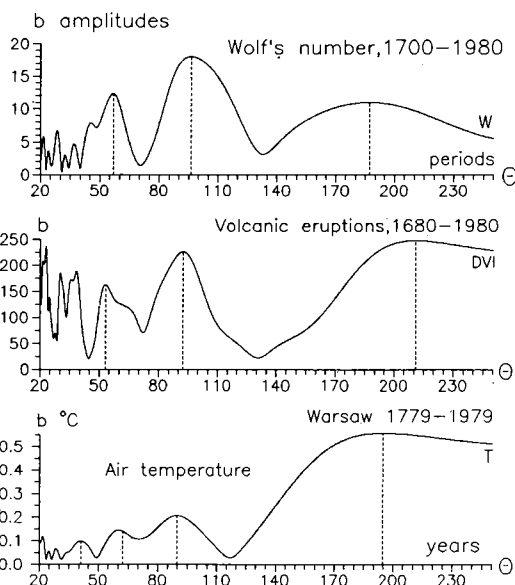 b amplitudes
Wolf's number, 1700-1980
20
15
10
5
0
W
periods
20 50 80 110 140 170 200 230 Θ
b
Volcanic eruptions, 1680-1980
250
200
150
100
50
0
DVI
20 50 80 110 140 170 200 230 Θ
b °C
Warsaw 1779-1979
0.5
0.4
0.3
0.2
0.1
0.0
T
Air temperature
years
20 50 80 110 140 170 200 230 Θ